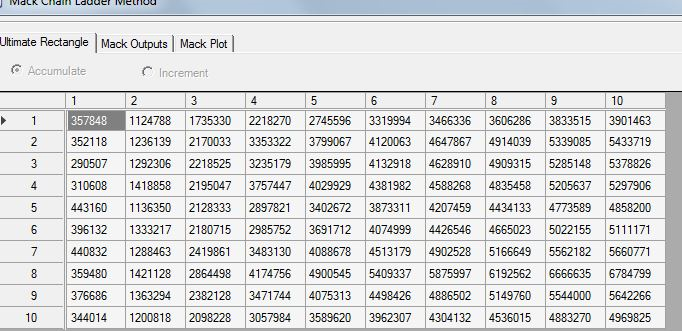 Mack Chain Ladder Method
Ultimate Rectangle Mack Outputs Mack Plot
Accumulate Increment
1 2 3 4 5 6 7 8 9 10
1 357848 1124788 1735330 2218270 2745596 3319994 3466336 3606286 3833515 3901463
2 352118 1236139 2170033 3353322 3799067 4120063 4647867 4914039 5339085 5433719
3 290507 1292306 2218525 3235179 3985995 4132918 4628910 4909315 5285148 5378826
4 310608 1418858 2195047 3757447 4029929 4381982 4588268 4835458 5205637 5297906
5 443160 1136350 2128333 2897821 3402672 3873311 4207459 4434133 4773589 4858200
6 396132 1333217 2180715 2985752 3691712 4074999 4426546 4665023 5022155 5111171
7 440832 1288463 2419861 3483130 4088678 4513179 4902528 5166649 5562182 5660771
8 359480 1421128 2864498 4174756 4900545 5409337 5875997 6192562 6666635 6784799
9 376686 1363294 2382128 3471744 4075313 4498426 4886502 5149760 5544000 5642266
10 344014 1200818 2098228 3057984 3589620 3962307 4304132 4536015 4883270 4969825